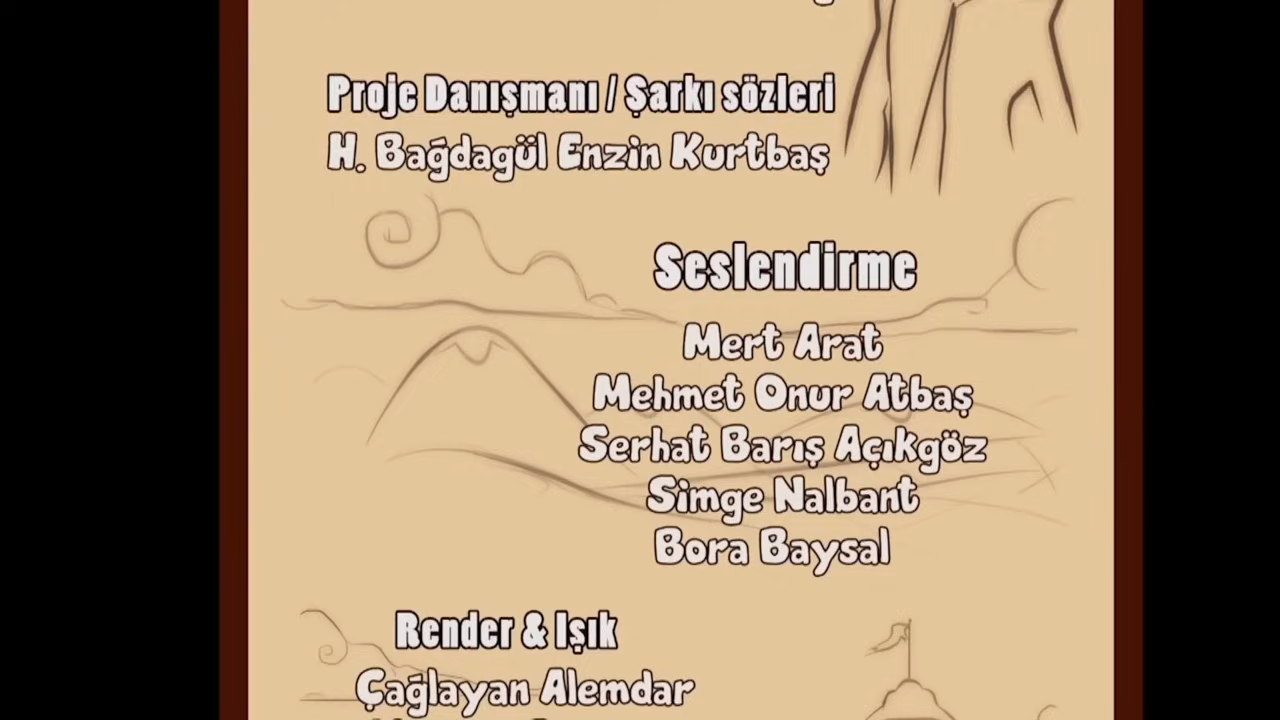 Proje Danışmanı / Şarkı sözleri
H. Bağdagül Enzin Kurtbaş
Seslendirme
Mert Arat
Mehmet Onur Atbaş
Serhat Barış Açıkgöz
Simge Nalbant
Bora Baysal
Render & Işık
Çağlayan Alemdar